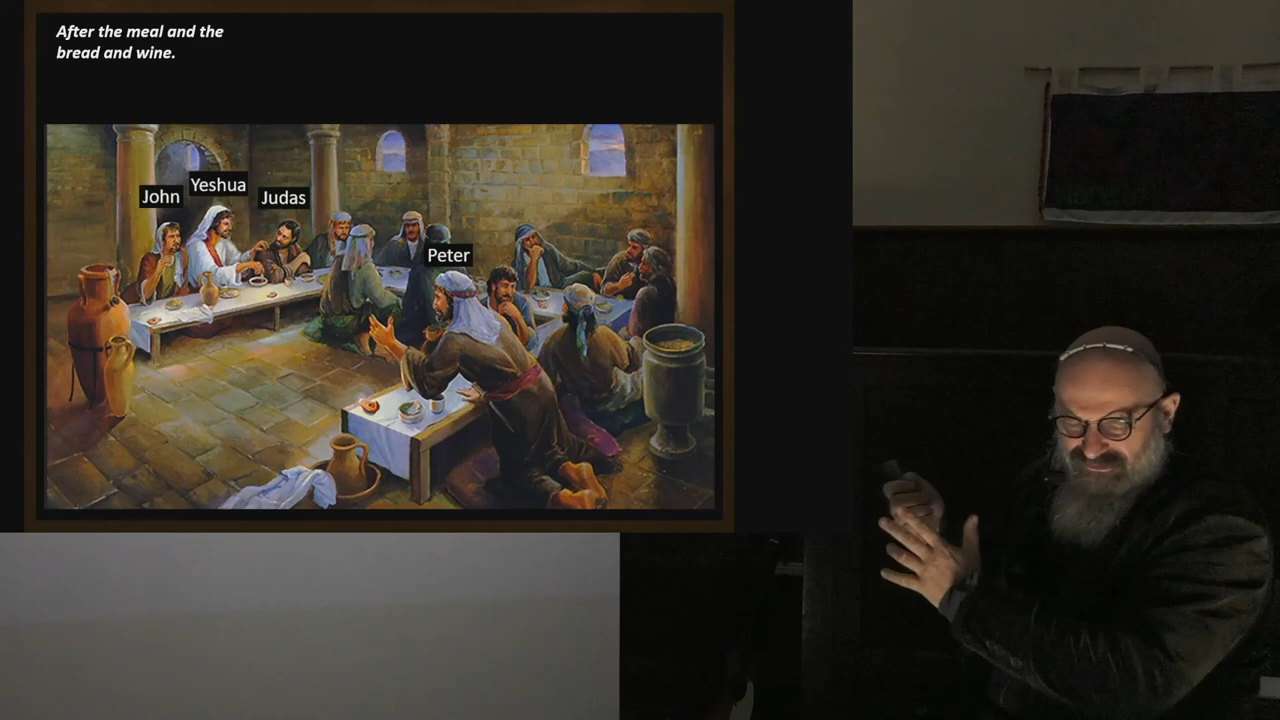 After the meal and the
bread and wine.
John
Yeshua
Judas
Peter